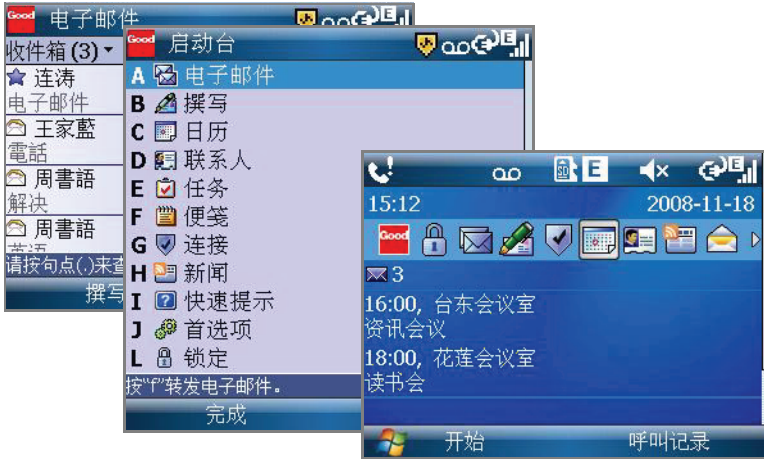 Good 电子邮件 E
收件箱 (3)
连涛
电子邮件
王家藍
電話
周書語
解决
周書語
英语
请按句点(.)来查
撰写
Good 启动台 E
A 电子邮件
B 撰写
C 日历
D 联系人
E 任务
F 便笺
G 连接
H 新闻
I 快速提示
J 首选项
L 锁定
按"f"转发电子邮件。
完成
SD E E
15:12 2008-11-18
Good
3
16:00, 台东会议室
资讯会议
18:00, 花莲会议室
读书会
开始 呼叫记录